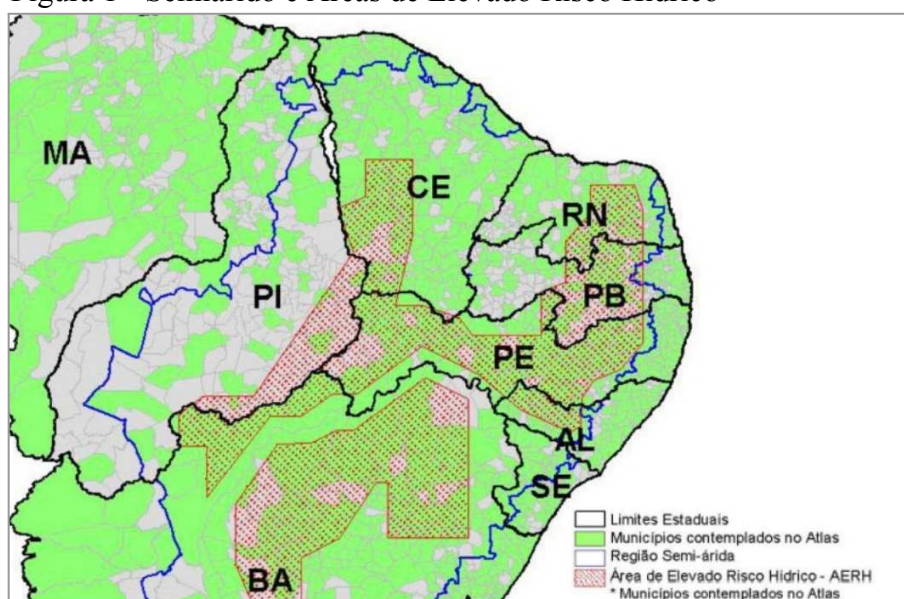 Figura 1 - Semiárido e Áreas de Elevado Risco Hídrico
MA
CE
RN
PI
PB
PE
AL
SE
BA
Limites Estaduais
Municípios contemplados no Atlas
Região Semi-árida
Área de Elevado Risco Hídrico - AERH
* Municípios contemplados no Atlas